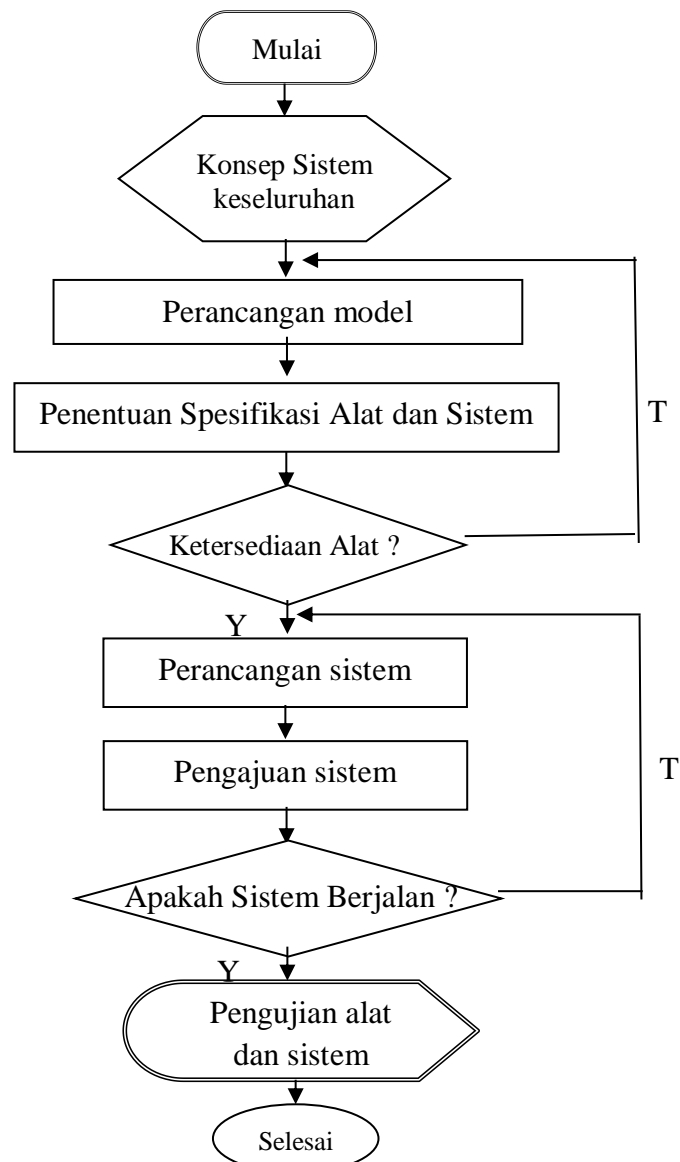 Mulai
Konsep Sistem
keseluruhan
Perancangan model
Penentuan Spesifikasi Alat dan Sistem
T
Ketersediaan Alat ?
Y
Perancangan sistem
Pengajuan sistem
T
Apakah Sistem Berjalan ?
Y
Pengujian alat
dan sistem
Selesai